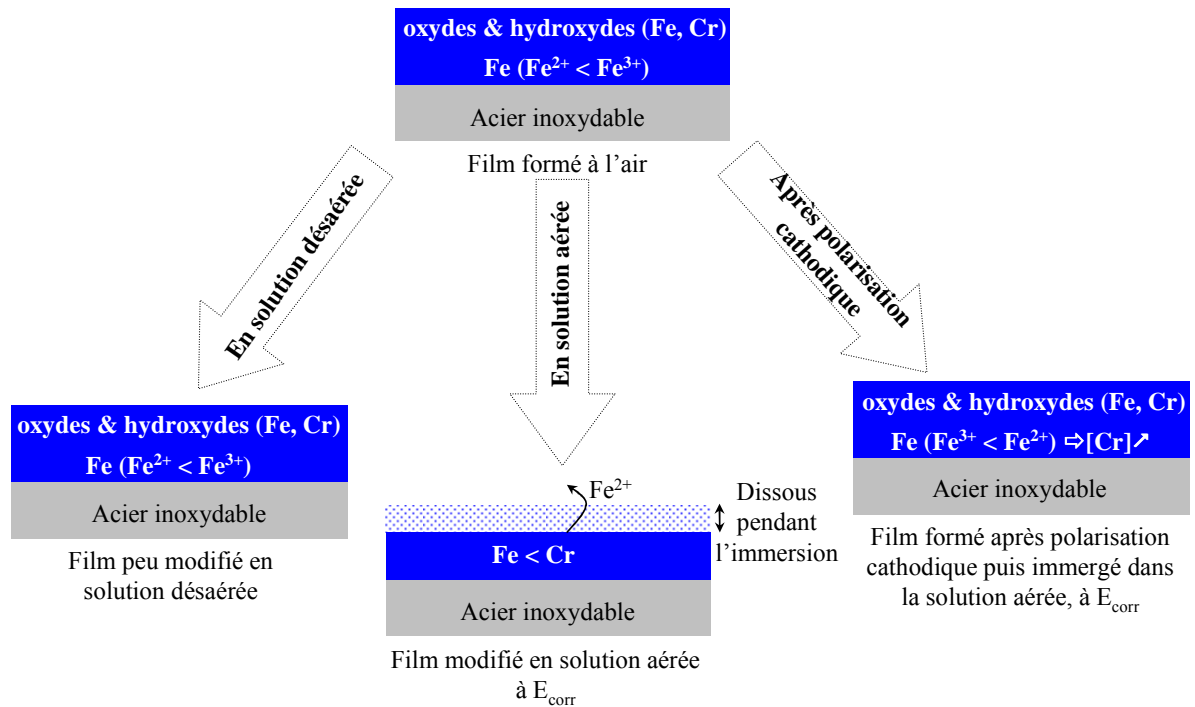 oxydes & hydroxydes (Fe, Cr)
Fe (Fe²⁺ < Fe³⁺)
Acier inoxydable
Film formé à l’air
En solution désaérée
En solution aérée
Après polarisation
cathodique
oxydes & hydroxydes (Fe, Cr)
Fe (Fe²⁺ < Fe³⁺)
Acier inoxydable
Film peu modifié en
solution désaérée
Fe²⁺
Dissous
pendant
l’immersion
Fe < Cr
Acier inoxydable
Film modifié en solution aérée
à E_corr
oxydes & hydroxydes (Fe, Cr)
Fe (Fe³⁺ < Fe²⁺) ⇨[Cr]↗
Acier inoxydable
Film formé après polarisation
cathodique puis immergé dans
la solution aérée, à E_corr